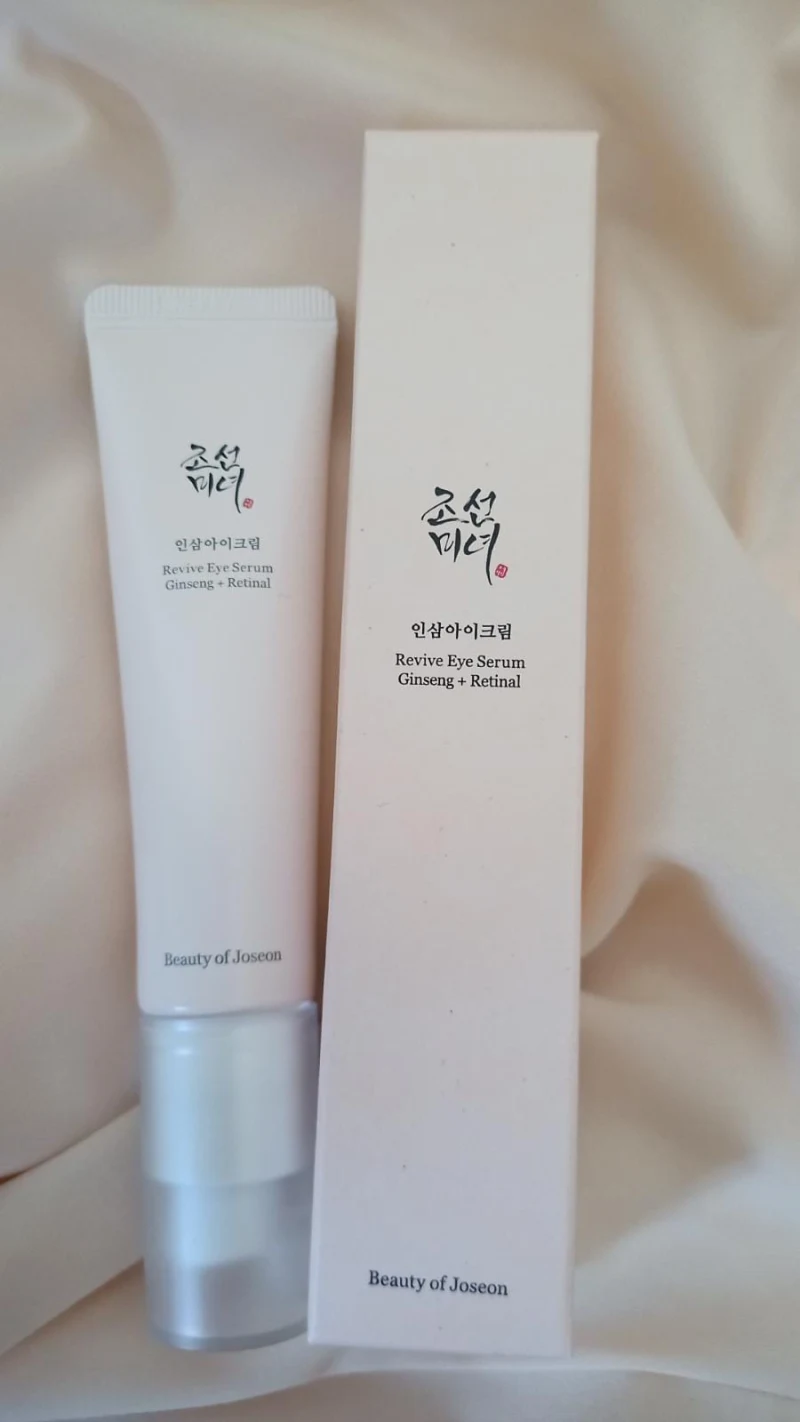 조선
미녀
인삼아이크림
Revive Eye Serum
Ginseng + Retinal
Beauty of Joseon
조선
미녀
인삼아이크림
Revive Eye Serum
Ginseng + Retinal
Beauty of Joseon